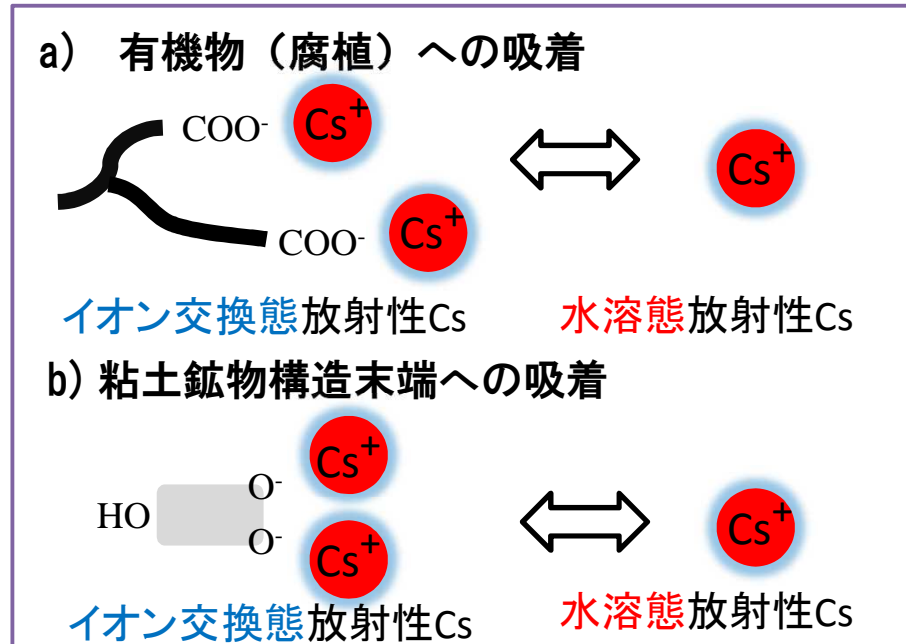 a) 有機物（腐植）への吸着
COO⁻ Cs⁺
Cs⁺
COO⁻ Cs⁺
イオン交換態放射性Cs 水溶態放射性Cs
b) 粘土鉱物構造末端への吸着
Cs⁺
O⁻
HO
Cs⁺
O⁻
Cs⁺
イオン交換態放射性Cs 水溶態放射性Cs